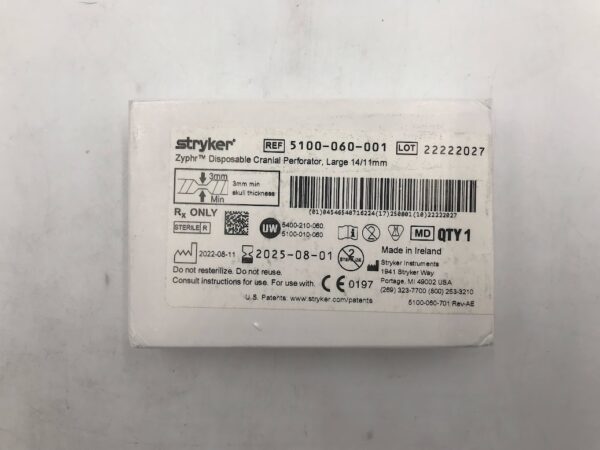 stryker®
REF 5100-060-001 LOT 22222027
Zyphr™ Disposable Cranial Perforator, Large 14/11mm
3mm
Min
3mm min
skull thickness
(01)04546540716224(17)250801(10)22222027
Rx ONLY
STERILE R
UW
5400-210-060
5100-010-060
MD QTY 1
2022-08-11
2025-08-01
Made in Ireland
Stryker Instruments
1941 Stryker Way
Portage, MI 49002 USA
(269) 323-7700 (800) 253-3210
Do not resterilize. Do not reuse.
Consult instructions for use. For use with:
CE 0197
U.S. Patents: www.stryker.com/patents
5100-060-701 Rev-AE